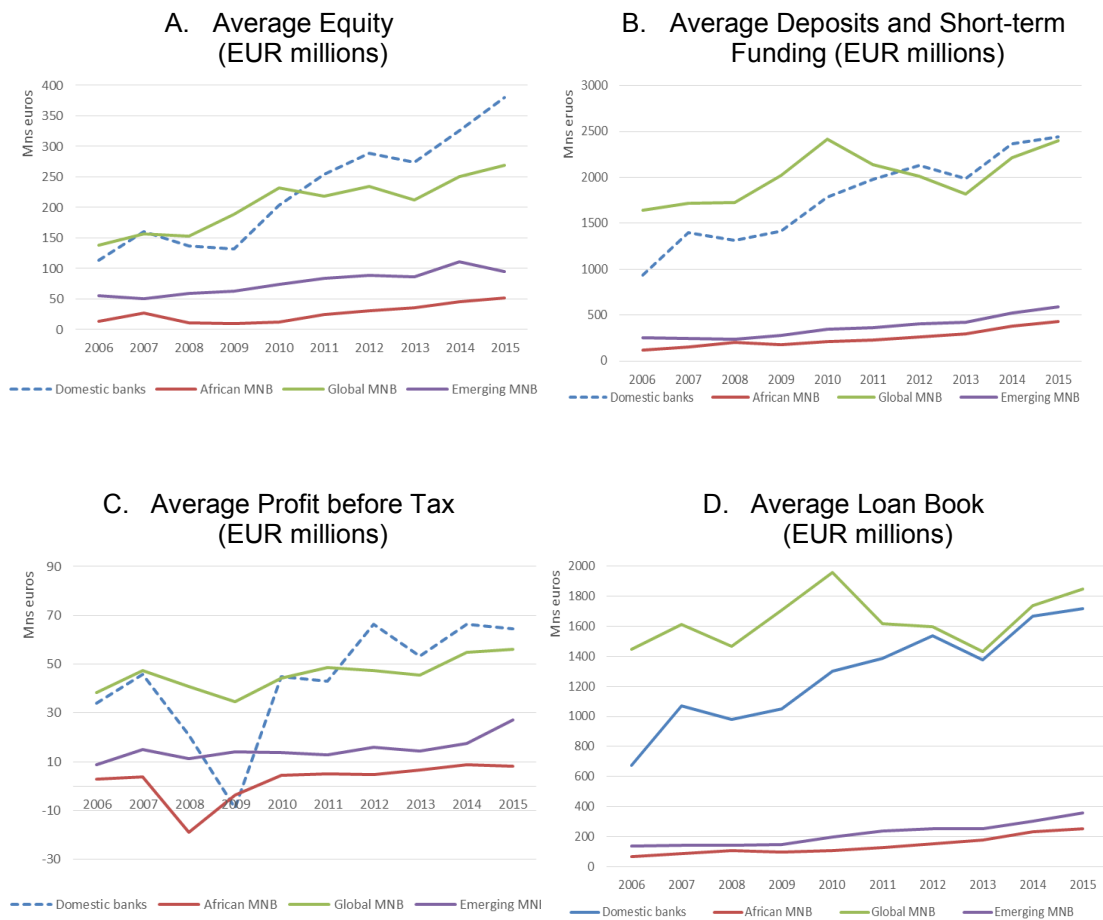 A. Average Equity
(EUR millions)
Mns euros
400
350
300
250
200
150
100
50
0
2006 2007 2008 2009 2010 2011 2012 2013 2014 2015
Domestic banks African MNB Global MNB Emerging MNB
B. Average Deposits and Short-term
Funding (EUR millions)
Mns eruos
3000
2500
2000
1500
1000
500
0
2006 2007 2008 2009 2010 2011 2012 2013 2014 2015
Domestic banks African MNB Global MNB Emerging MNB
C. Average Profit before Tax
(EUR millions)
Mns euros
90
70
50
30
10
-10
-30
2006 2007 2008 2009 2010 2011 2012 2013 2014 2015
Domestic banks African MNB Global MNB Emerging MNI
D. Average Loan Book
(EUR millions)
Mns euros
2000
1800
1600
1400
1200
1000
800
600
400
200
0
2006 2007 2008 2009 2010 2011 2012 2013 2014 2015
Domestic banks African MNB Global MNB Emerging MNB